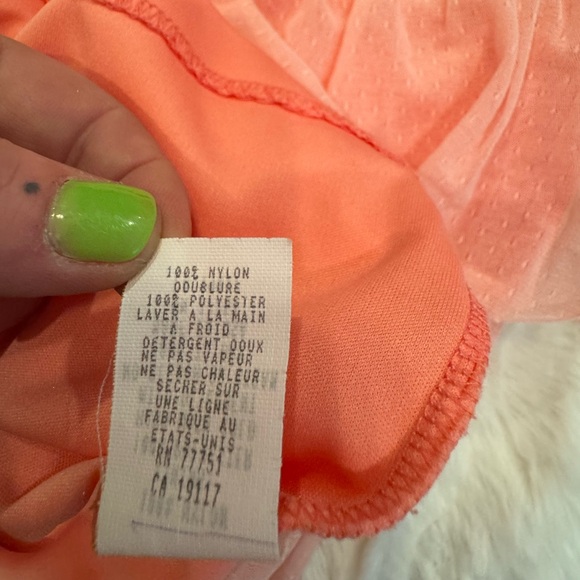 100% NYLON
DOUBLURE
100% POLYESTER
LAVER A LA MAIN
A FROID
DETERGENT DOUX
NE PAS VAPEUR
NE PAS CHALEUR
SECHER SUR
UNE LIGNE
FABRIQUE AU
ETATS-UNIS
RN 77751
CA 19117